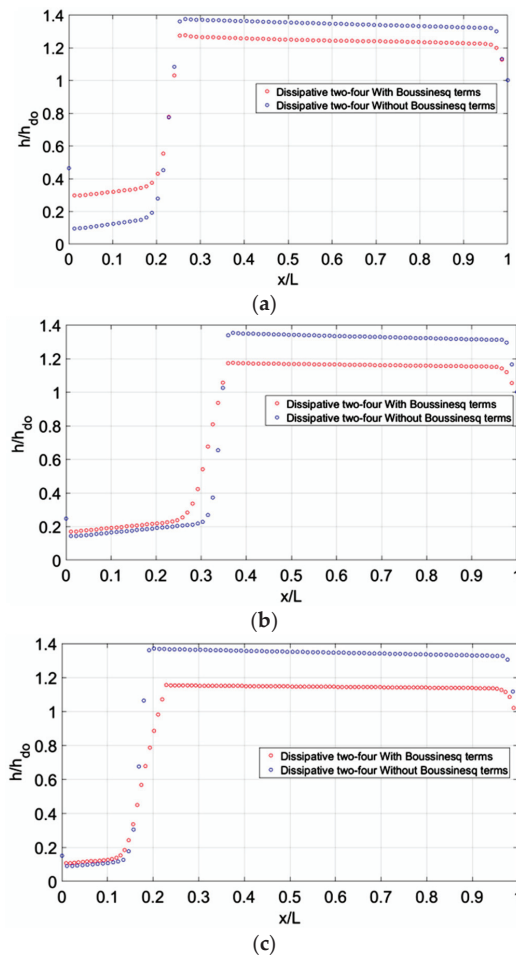 1.4
1.2
1
0.8
0.6
0.4
0.2
0
h/hdo
Dissipative two-four With Boussinesq terms
Dissipative two-four Without Boussinesq terms
0 0.1 0.2 0.3 0.4 0.5 0.6 0.7 0.8 0.9 1
x/L
(a)
1.4
1.2
1
0.8
0.6
0.4
0.2
0
h/hdo
Dissipative two-four With Boussinesq terms
Dissipative two-four Without Boussinesq terms
0 0.1 0.2 0.3 0.4 0.5 0.6 0.7 0.8 0.9 1
x/L
(b)
1.4
1.2
1
0.8
0.6
0.4
0.2
0
h/hdo
Dissipative two-four With Boussinesq terms
Dissipative two-four Without Boussinesq terms
0 0.1 0.2 0.3 0.4 0.5 0.6 0.7 0.8 0.9 1
x/L
(c)